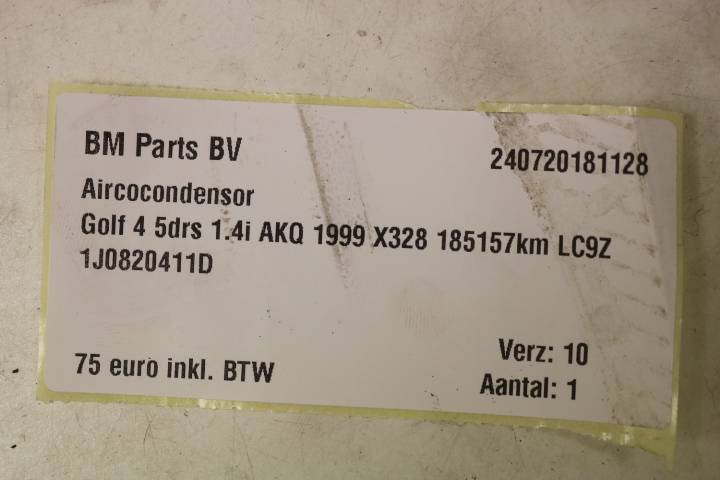 BM Parts BV 240720181128
Aircocondensor
Golf 4 5drs 1.4i AKQ 1999 X328 185157km LC9Z
1J0820411D
75 euro inkl. BTW Verz: 10
Aantal: 1